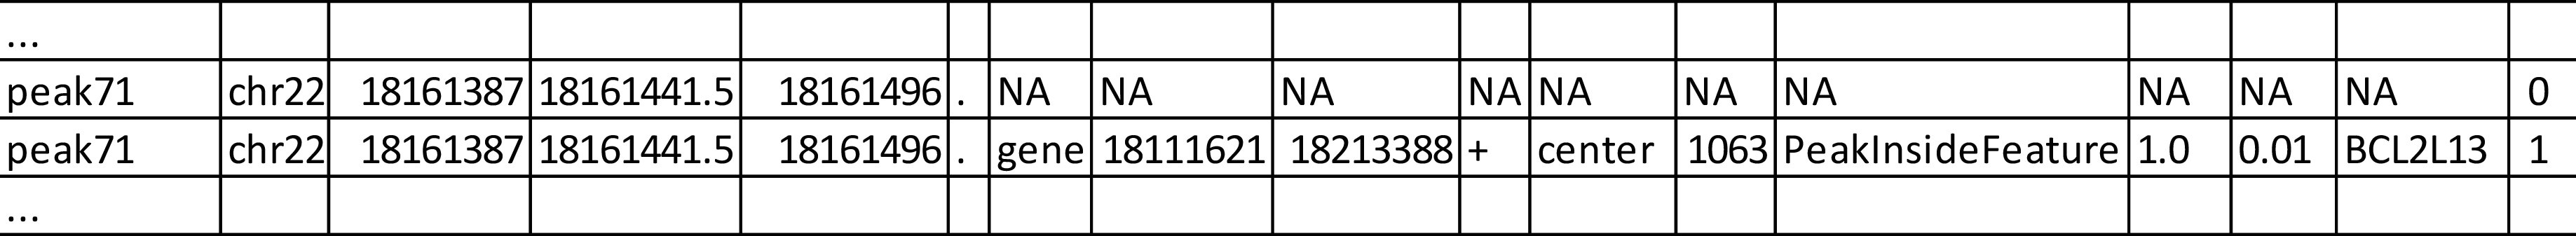 ...
peak71 chr22 18161387 18161441.5 18161496 . NA NA NA NA NA NA NA NA NA NA 0
peak71 chr22 18161387 18161441.5 18161496 . gene 18111621 18213388 + center 1063 PeakInsideFeature 1.0 0.01 BCL2L13 1
...